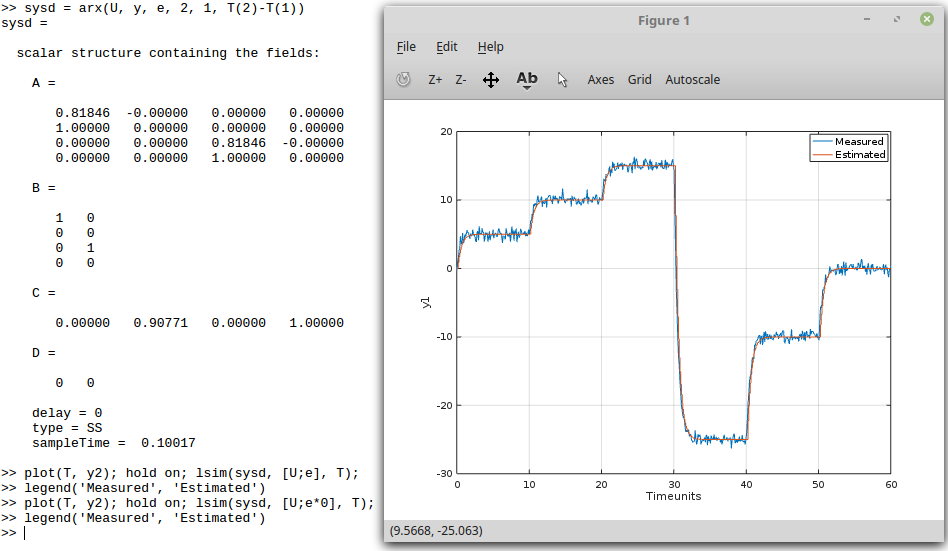 >> sysd = arx(U, y, e, 2, 1, T(2)-T(1))
sysd =
scalar structure containing the fields:
A =
0.81846 -0.00000 0.00000 0.00000
1.00000 0.00000 0.00000 0.00000
0.00000 0.00000 0.81846 -0.00000
0.00000 0.00000 1.00000 0.00000
B =
1 0
0 0
0 1
0 0
C =
0.00000 0.90771 0.00000 1.00000
D =
0 0
delay = 0
type = SS
sampleTime = 0.10017
>> plot(T, y2); hold on; lsim(sysd, [U;e], T);
>> legend('Measured', 'Estimated')
>> plot(T, y2); hold on; lsim(sysd, [U;e*0], T);
>> legend('Measured', 'Estimated')
>>
Figure 1
File Edit Help
Z+ Z- Ab Axes Grid Autoscale
Measured
Estimated
20
10
0
-10
-20
-30
y1
0 10 20 30 40 50 60
Timeunits
(9.5668, -25.063)